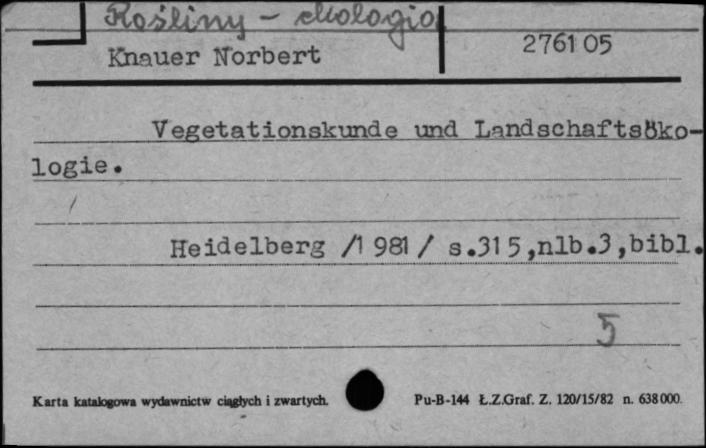 Rośliny - ekologia
Knauer Norbert
276105
Vegetationskunde und Landschaftsöko-
logie.
Heidelberg /1981/ s.315,nlb.3,bibl.
5
Karta katalogowa wydawnictw ciągłych i zwartych.
Pu-B-144 Ł.Z.Graf. Z. 120/15/82 n. 638000.